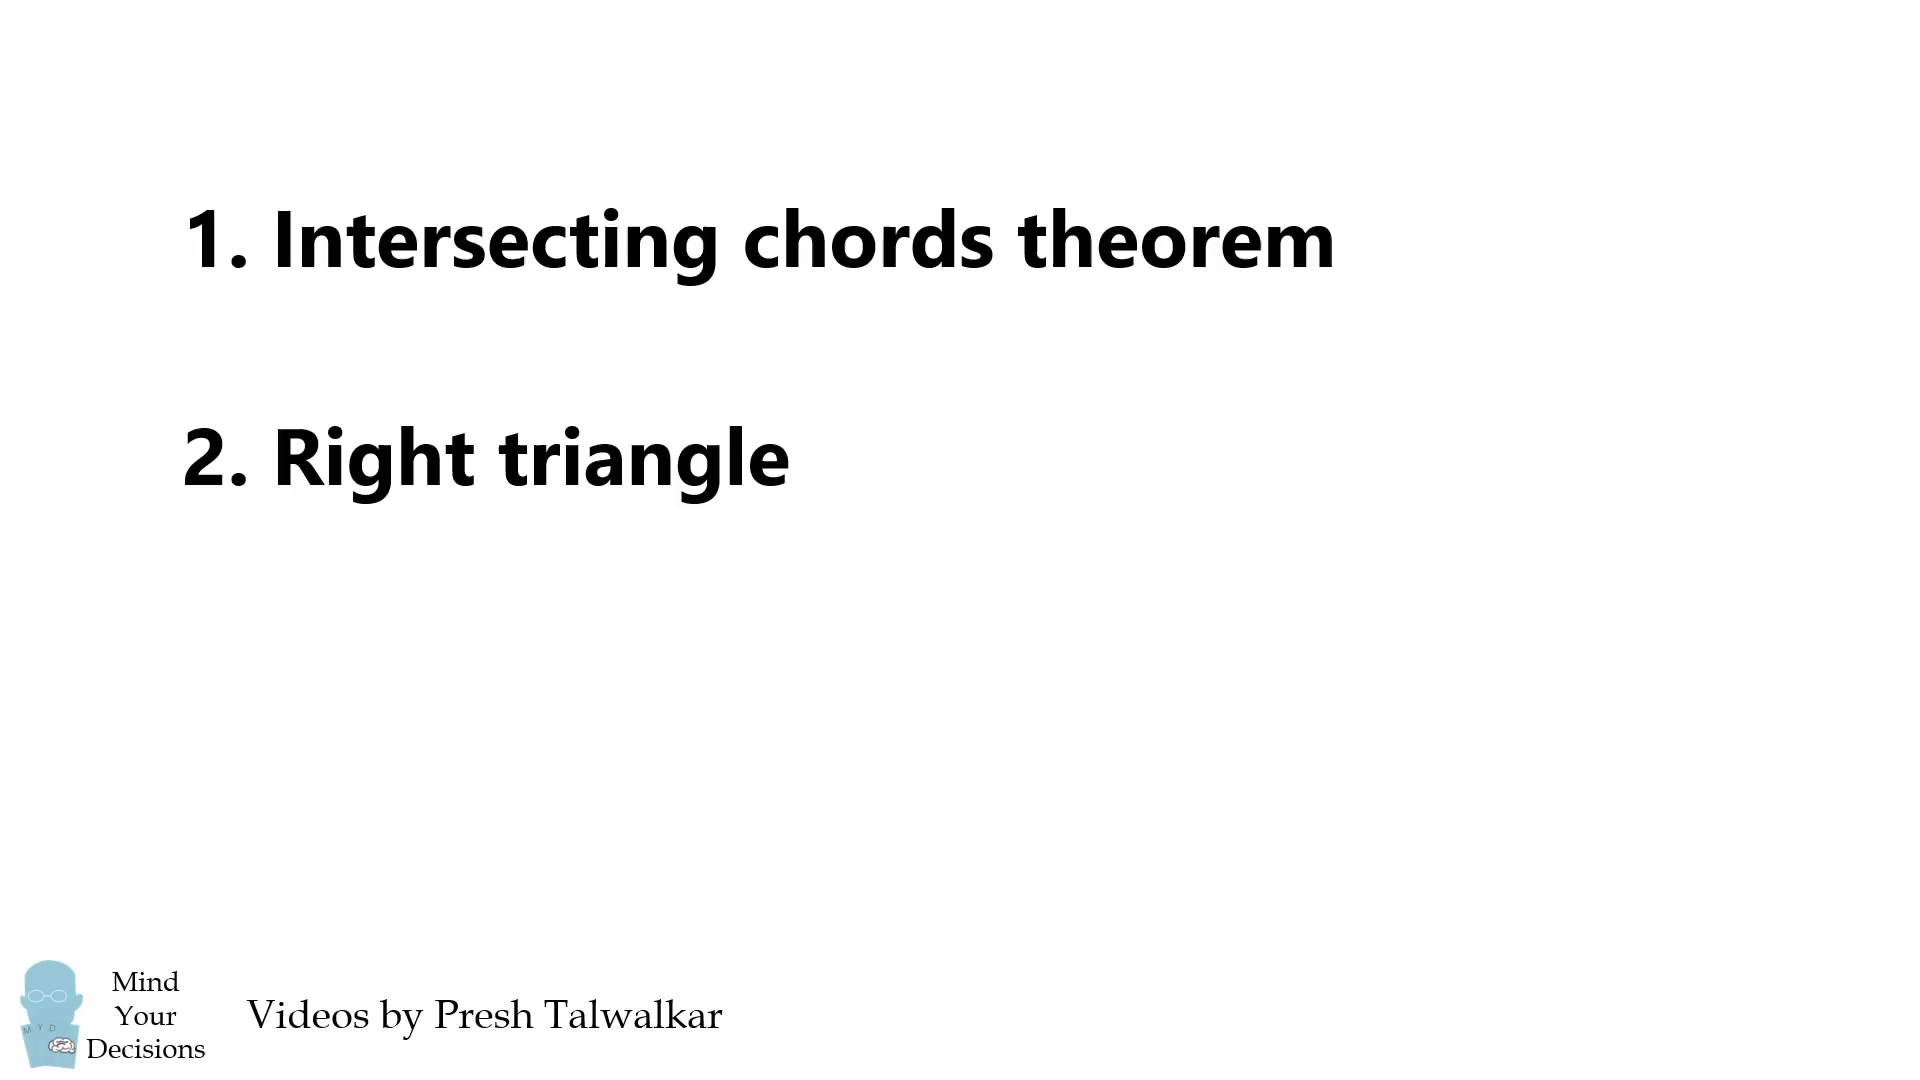 1. Intersecting chords theorem
2. Right triangle
Mind
Your
Decisions
M Y D
Videos by Presh Talwalkar